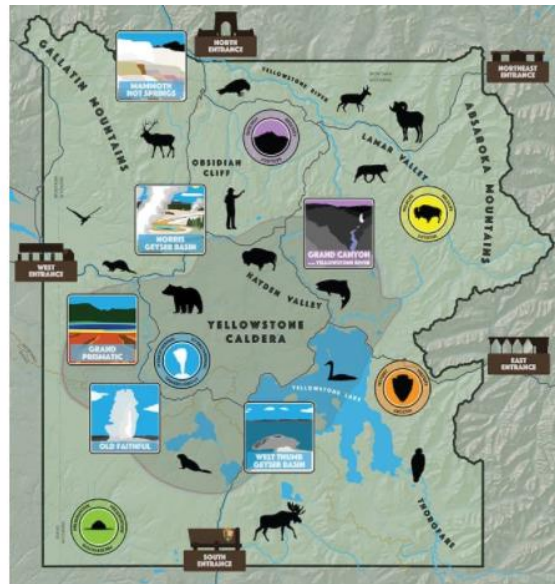 NORTH
ENTRANCE
NORTHEAST
ENTRANCE
GALLATIN MOUNTAINS
MAMMOTH
HOT SPRINGS
YELLOWSTONE RIVER
ABSAROKA MOUNTAINS
LAMAR VALLEY
OBSIDIAN
CLIFF
NORRIS
GEYSER BASIN
GRAND CANYON
YELLOWSTONE RIVER
WEST
ENTRANCE
HAYDEN VALLEY
YELLOWSTONE
CALDERA
GRAND
PRISMATIC
EAST
ENTRANCE
YELLOWSTONE LAKE
OLD FAITHFUL
WEST THUMB
GEYSER BASIN
THOROFARE
SOUTH
ENTRANCE